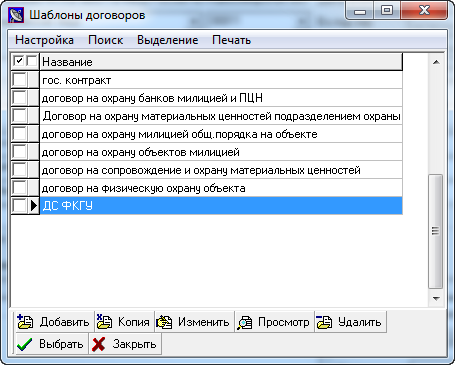 Шаблоны договоров
Настройка Поиск Выделение Печать
Название
гос. контракт
договор на охрану банков милицией и ПЦН
Договор на охрану материальных ценностей подразделением охраны
договор на охрану милицией общ.порядка на объекте
договор на охрану объектов милицией
договор на сопровождение и охрану материальных ценностей
договор на физическую охрану объекта
ДС ФКГУ
Добавить Копия Изменить Просмотр Удалить
Выбрать Закрыть